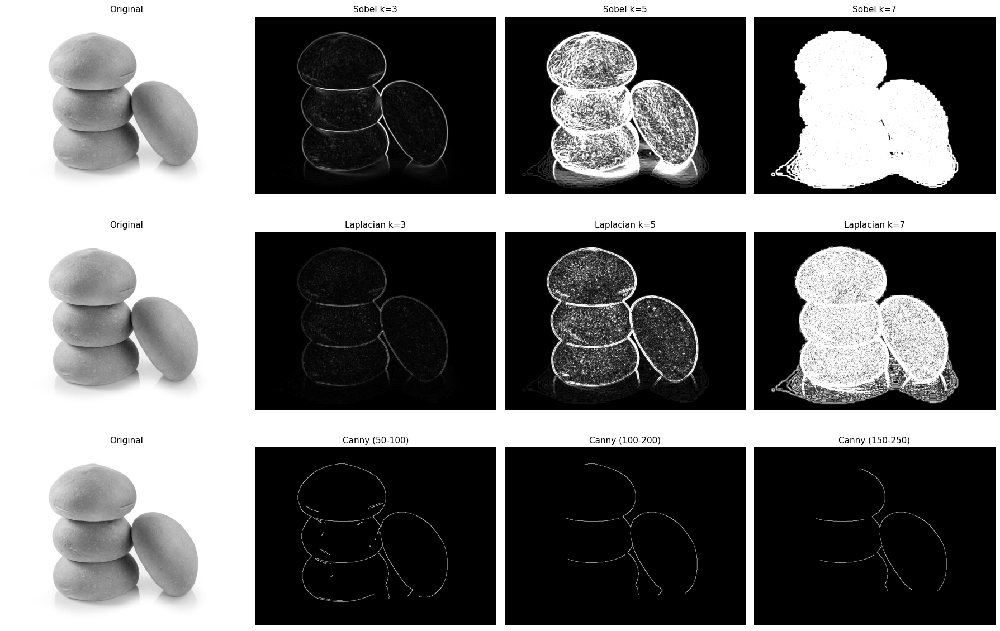 Original
Sobel k=3
Sobel k=5
Sobel k=7
Original
Laplacian k=3
Laplacian k=5
Laplacian k=7
Original
Canny (50-100)
Canny (100-200)
Canny (150-250)